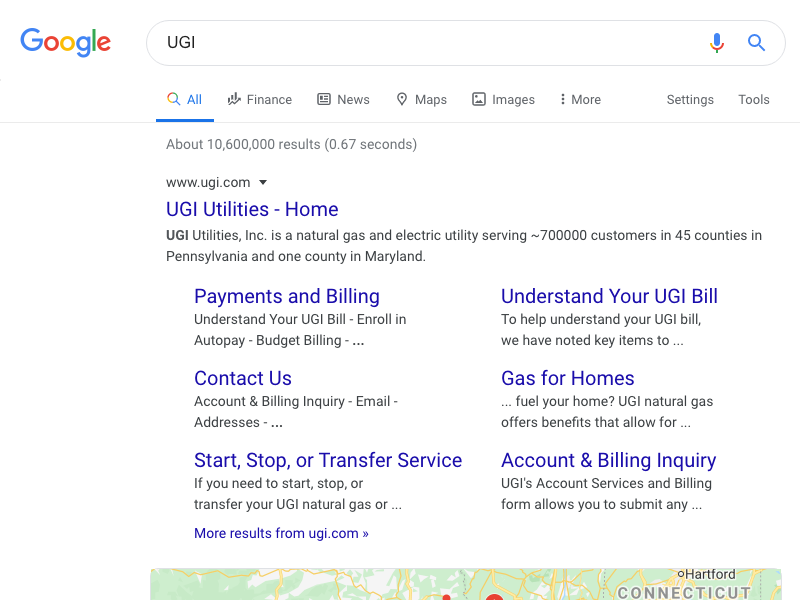 Google
UGI
All Finance News Maps Images More Settings Tools
About 10,600,000 results (0.67 seconds)
www.ugi.com
UGI Utilities - Home
UGI Utilities, Inc. is a natural gas and electric utility serving ~700000 customers in 45 counties in
Pennsylvania and one county in Maryland.
Payments and Billing
Understand Your UGI Bill - Enroll in
Autopay - Budget Billing - ...
Understand Your UGI Bill
To help understand your UGI bill,
we have noted key items to ...
Contact Us
Account & Billing Inquiry - Email -
Addresses - ...
Gas for Homes
... fuel your home? UGI natural gas
offers benefits that allow for ...
Start, Stop, or Transfer Service
If you need to start, stop, or
transfer your UGI natural gas or ...
Account & Billing Inquiry
UGI's Account Services and Billing
form allows you to submit any ...
More results from ugi.com »
Hartford
CONNECTICUT